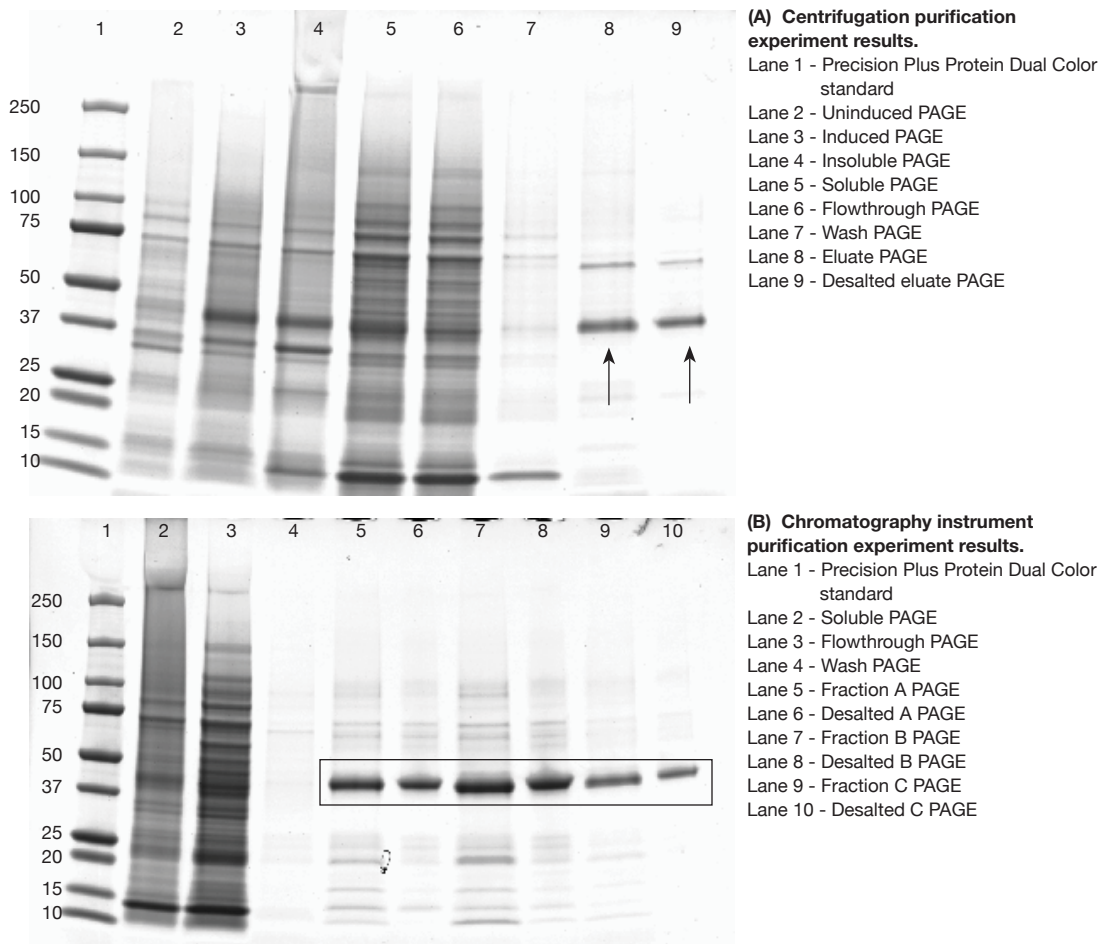 1 2 3 4 5 6 7 8 9
250
150
100
75
50
37
25
20
15
10
(A) Centrifugation purification
experiment results.
Lane 1 - Precision Plus Protein Dual Color
standard
Lane 2 - Uninduced PAGE
Lane 3 - Induced PAGE
Lane 4 - Insoluble PAGE
Lane 5 - Soluble PAGE
Lane 6 - Flowthrough PAGE
Lane 7 - Wash PAGE
Lane 8 - Eluate PAGE
Lane 9 - Desalted eluate PAGE
1 2 3 4 5 6 7 8 9 10
250
150
100
75
50
37
25
20
15
10
(B) Chromatography instrument
purification experiment results.
Lane 1 - Precision Plus Protein Dual Color
standard
Lane 2 - Soluble PAGE
Lane 3 - Flowthrough PAGE
Lane 4 - Wash PAGE
Lane 5 - Fraction A PAGE
Lane 6 - Desalted A PAGE
Lane 7 - Fraction B PAGE
Lane 8 - Desalted B PAGE
Lane 9 - Fraction C PAGE
Lane 10 - Desalted C PAGE